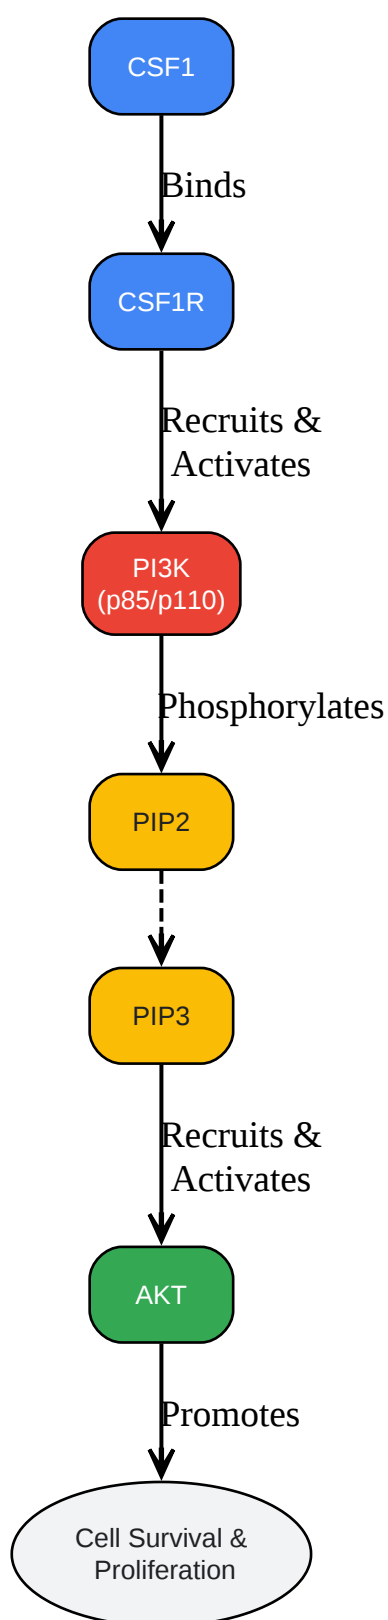 CSF1
Binds
CSF1R
Recruits &
Activates
PI3K
(p85/p110)
Phosphorylates
PIP2
PIP3
Recruits &
Activates
AKT
Promotes
Cell Survival &
Proliferation